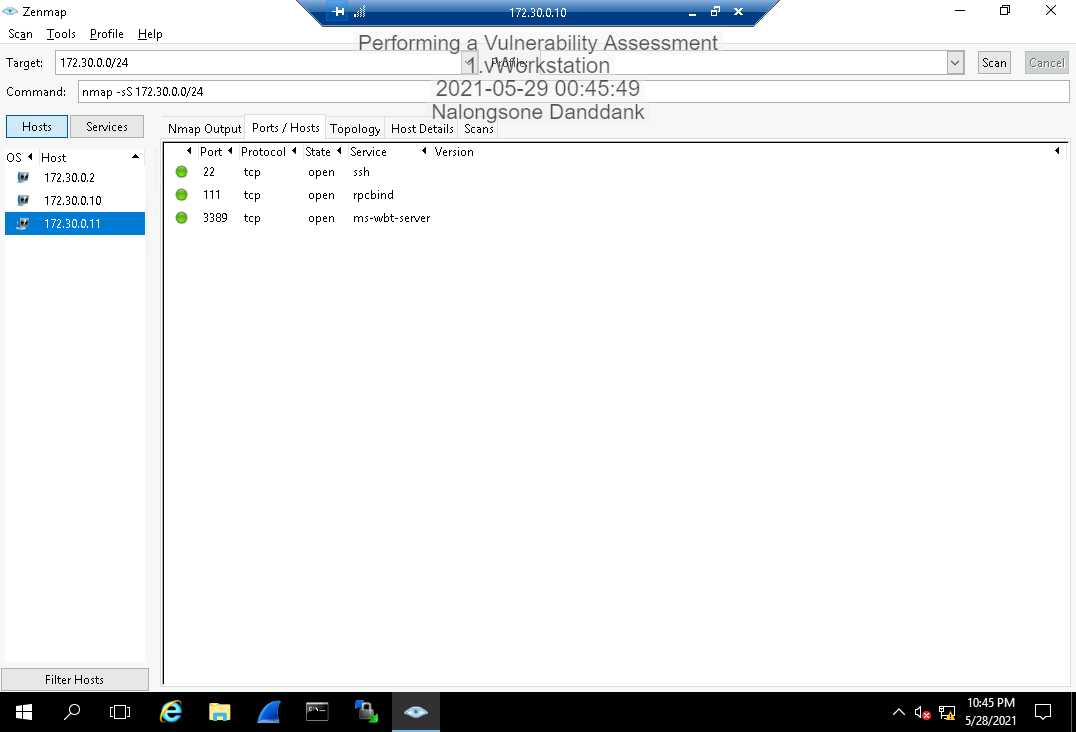 Zenmap
172.30.0.10
Scan Tools Profile Help
Performing a Vulnerability Assessment
1. vWorkstation
2021-05-29 00:45:49
Nalongsone Danddank
Target: 172.30.0.0/24 Profile: Scan Cancel
Command: nmap -sS 172.30.0.0/24
Hosts Services
Nmap Output Ports / Hosts Topology Host Details Scans
OS Host
172.30.0.2
172.30.0.10
172.30.0.11
Port Protocol State Service Version
22 tcp open ssh
111 tcp open rpcbind
3389 tcp open ms-wbt-server
Filter Hosts
10:45 PM
5/28/2021